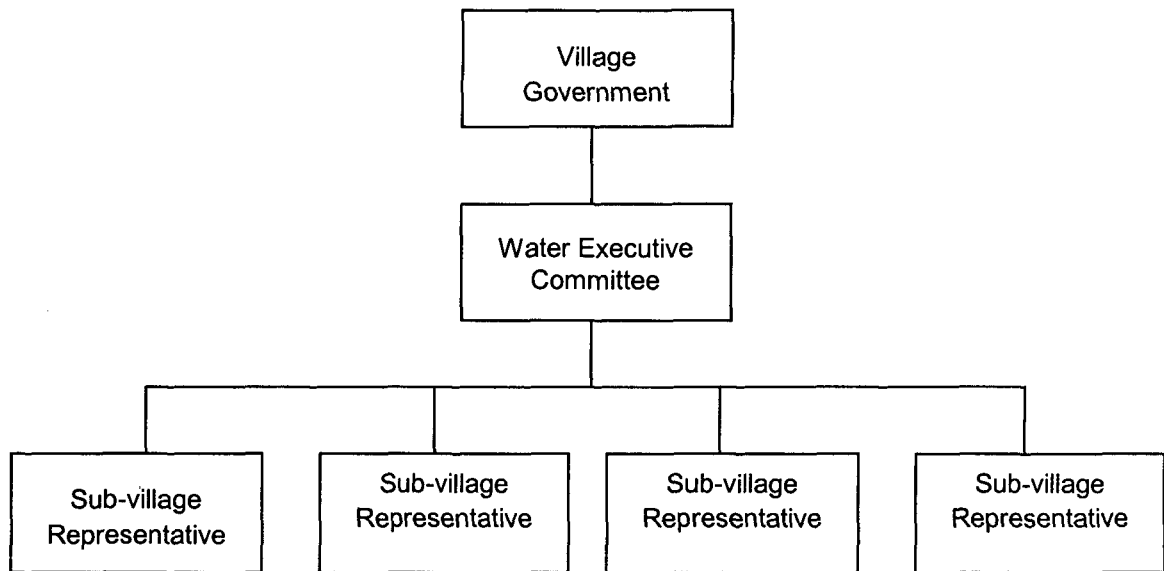 Village
Government
Water Executive
Committee
Sub-village
Representative
Sub-village
Representative
Sub-village
Representative
Sub-village
Representative